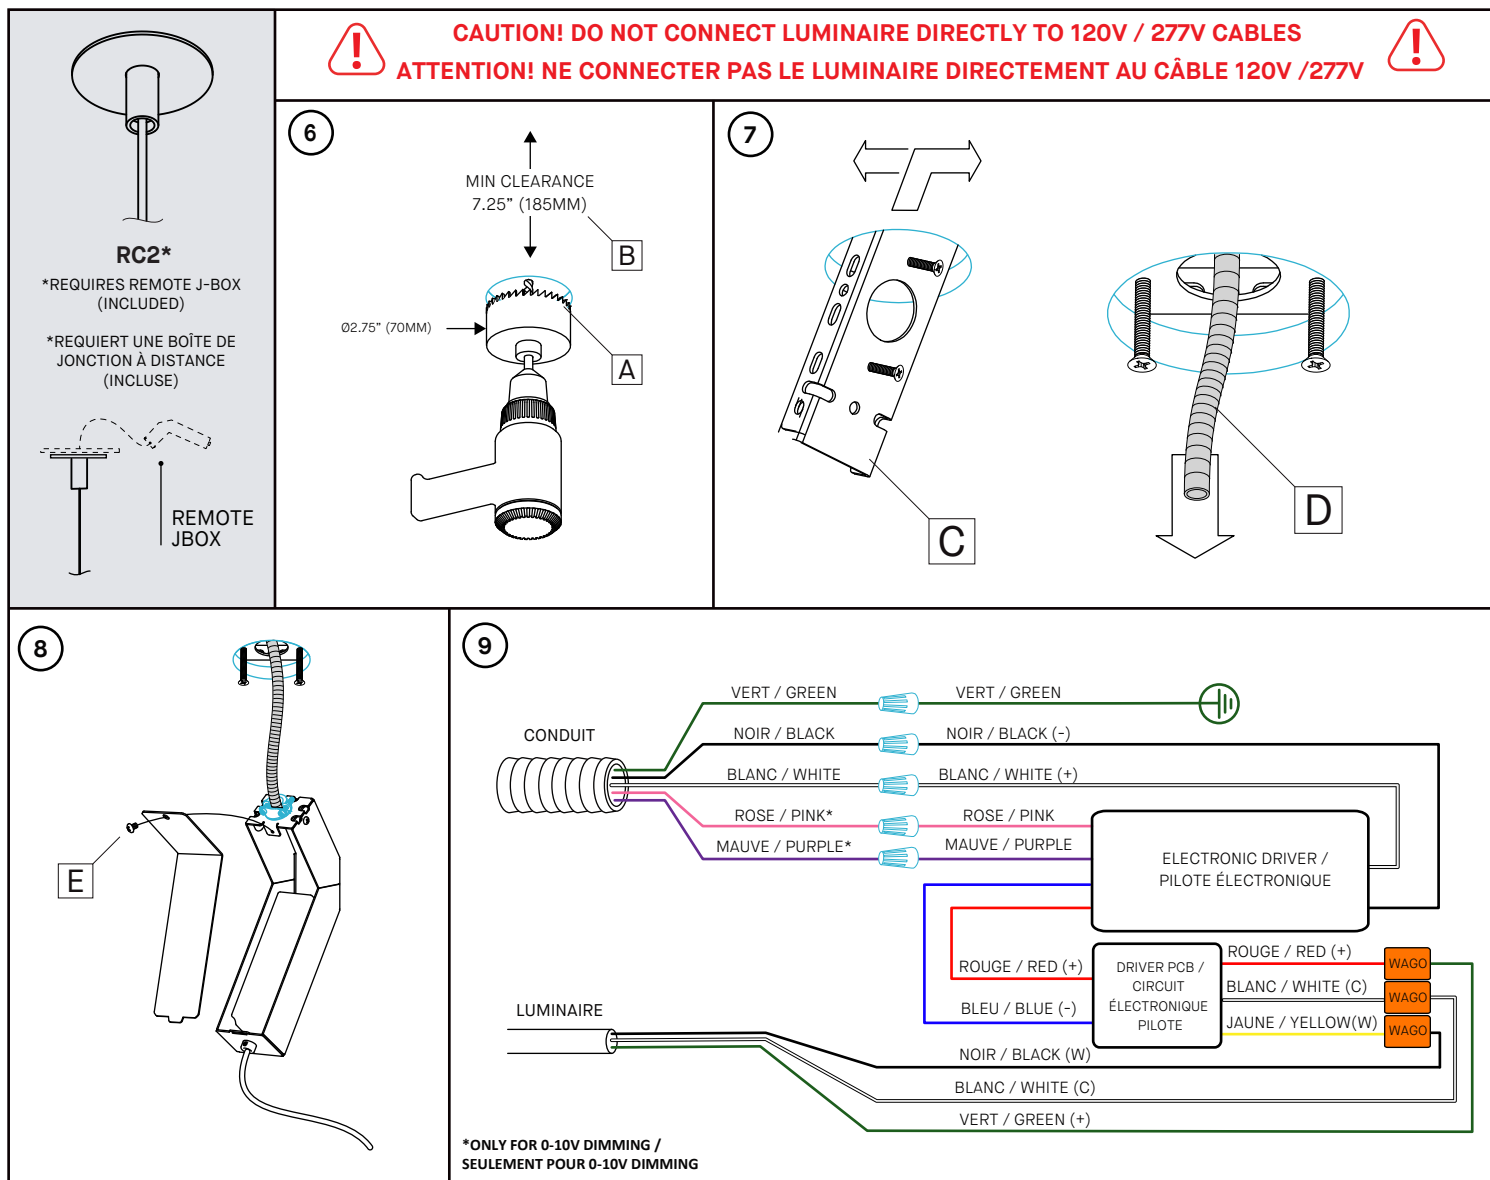 CAUTION! DO NOT CONNECT LUMINAIRE DIRECTLY TO 120V / 277V CABLES
ATTENTION! NE CONNECTER PAS LE LUMINAIRE DIRECTEMENT AU CÂBLE 120V /277V
RC2*
*REQUIRES REMOTE J-BOX
(INCLUDED)
*REQUIERT UNE BOÎTE DE
JONCTION À DISTANCE
(INCLUSE)
REMOTE
JBOX
6
MIN CLEARANCE
7.25" (185MM)
B
Ø2.75" (70MM)
A
7
C
D
8
E
9
CONDUIT
VERT / GREEN
VERT / GREEN
NOIR / BLACK
NOIR / BLACK (-)
BLANC / WHITE
BLANC / WHITE (+)
ROSE / PINK*
ROSE / PINK
MAUVE / PURPLE*
MAUVE / PURPLE
ELECTRONIC DRIVER /
PILOTE ÉLECTRONIQUE
ROUGE / RED (+)
BLEU / BLUE (-)
DRIVER PCB /
CIRCUIT
ÉLECTRONIQUE
PILOTE
ROUGE / RED (+)
WAGO
BLANC / WHITE (C)
WAGO
JAUNE / YELLOW(W)
WAGO
LUMINAIRE
NOIR / BLACK (W)
BLANC / WHITE (C)
VERT / GREEN (+)
*ONLY FOR 0-10V DIMMING /
SEULEMENT POUR 0-10V DIMMING